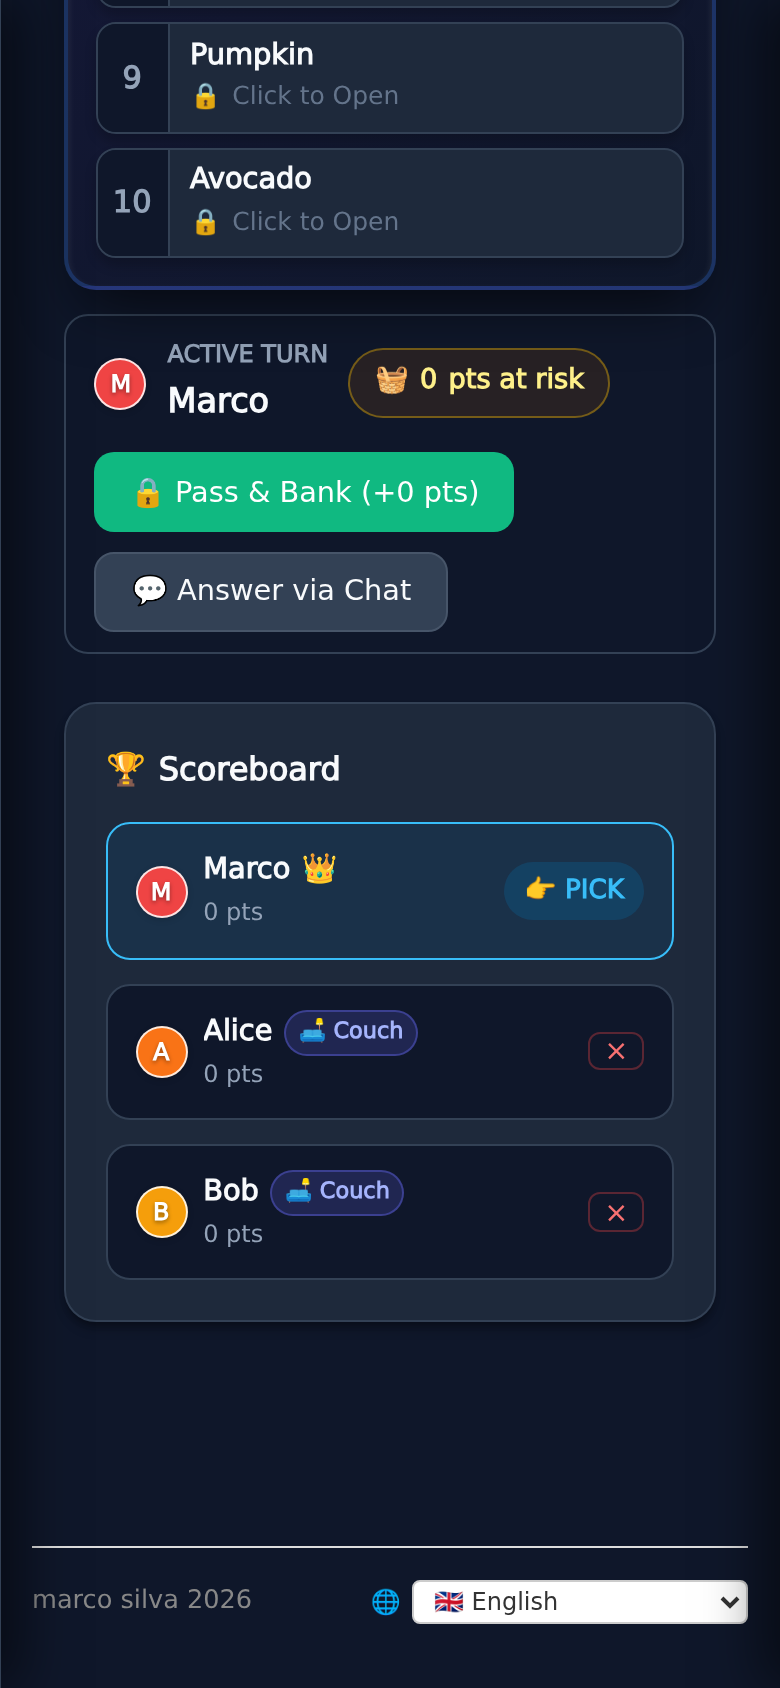 9
Pumpkin
🔒 Click to Open
10
Avocado
🔒 Click to Open
M
ACTIVE TURN
Marco
🧺 0 pts at risk
🔒 Pass & Bank (+0 pts)
💬 Answer via Chat
🏆 Scoreboard
M
Marco 👑
0 pts
👉 PICK
A
Alice
🛋️ Couch
0 pts
✕
B
Bob
🛋️ Couch
0 pts
✕
marco silva 2026
🌐 🇬🇧 English